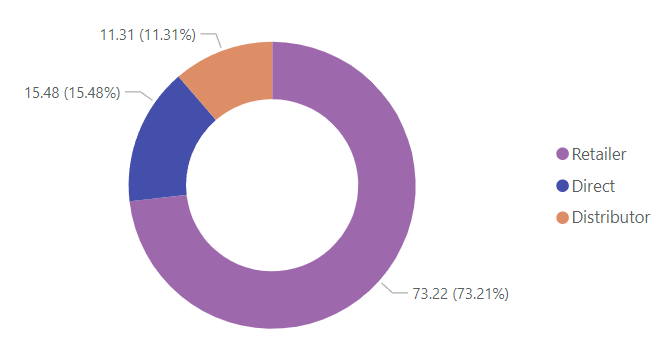 11.31 (11.31%)
15.48 (15.48%)
Retailer
Direct
Distributor
73.22 (73.21%)